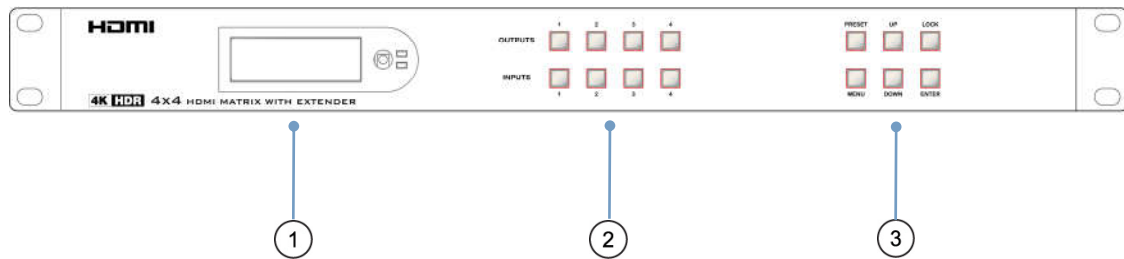 HDMI
4K HDR 4x4 HDMI MATRIX WITH EXTENDER
1 2 3 4
OUTPUTS
INPUTS
1 2 3 4
PRESET UP LOCK
MENU DOWN ENTER
1
2
3